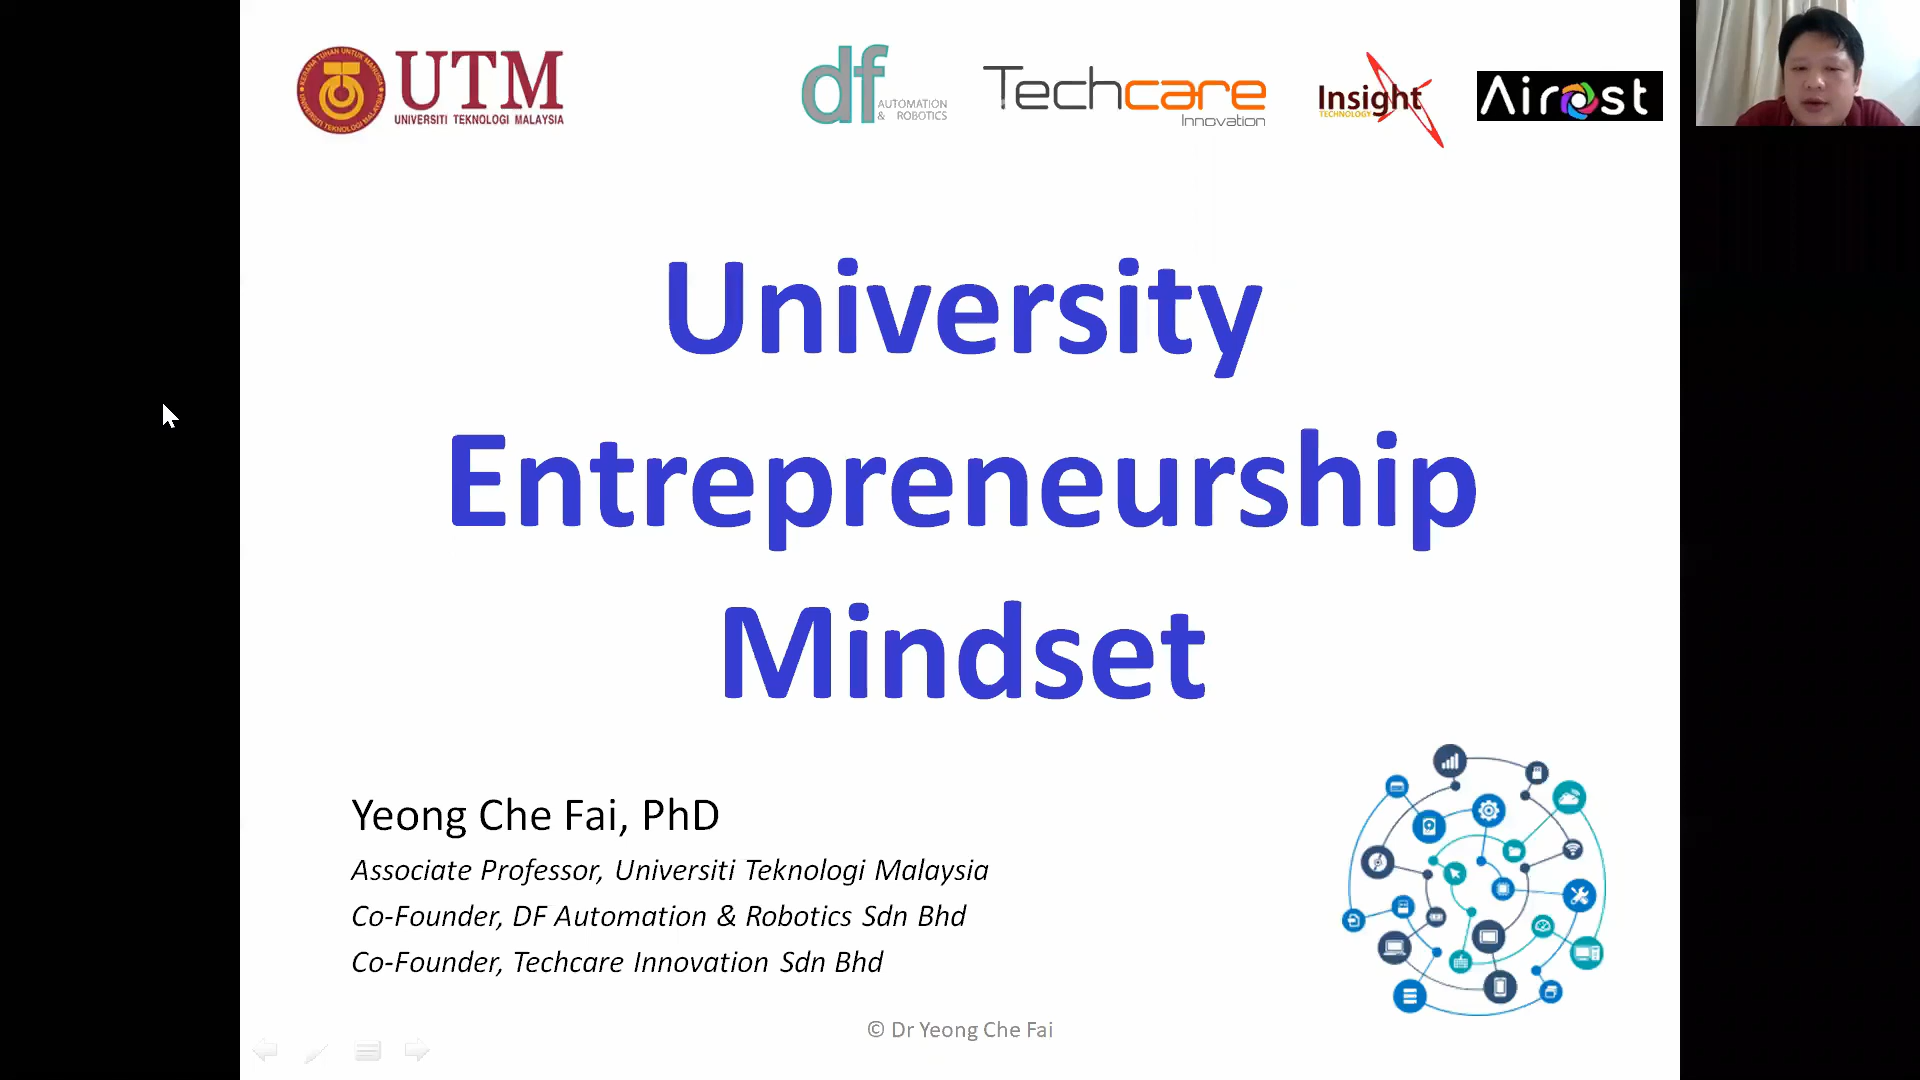 UTM
UNIVERSITI TEKNOLOGI MALAYSIA
df AUTOMATION & ROBOTICS
Techcare
Innovation
Insight
TECHNOLOGY
Airost
University
Entrepreneurship
Mindset
Yeong Che Fai, PhD
Associate Professor, Universiti Teknologi Malaysia
Co-Founder, DF Automation & Robotics Sdn Bhd
Co-Founder, Techcare Innovation Sdn Bhd
© Dr Yeong Che Fai